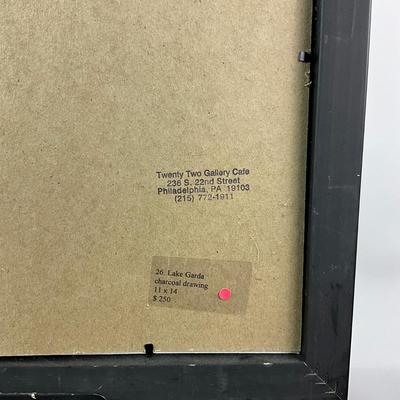 Twenty Two Gallery Cafe
236 S. 22nd Street
Philadelphia, PA 19103
(215) 772-1911
26. Lake Garda
charcoal drawing
11 x 14
$ 250